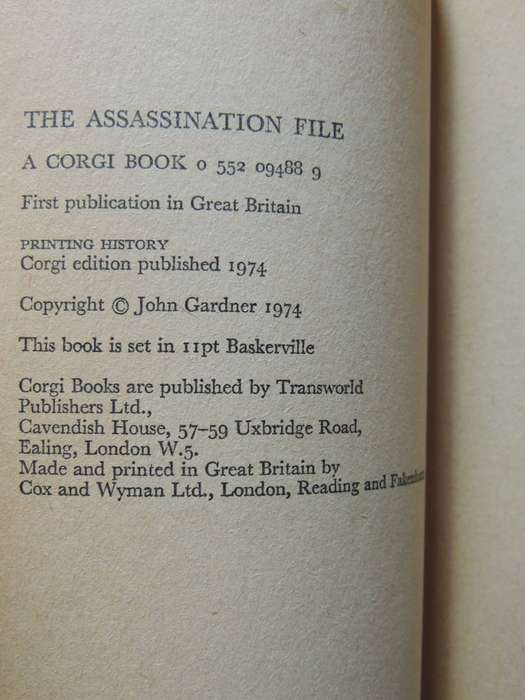 THE ASSASSINATION FILE
A CORGI BOOK 0 552 09488 9
First publication in Great Britain
PRINTING HISTORY
Corgi edition published 1974
Copyright © John Gardner 1974
This book is set in 11pt Baskerville
Corgi Books are published by Transworld
Publishers Ltd.,
Cavendish House, 57–59 Uxbridge Road,
Ealing, London W.5.
Made and printed in Great Britain by
Cox and Wyman Ltd., London, Reading and Fakenham